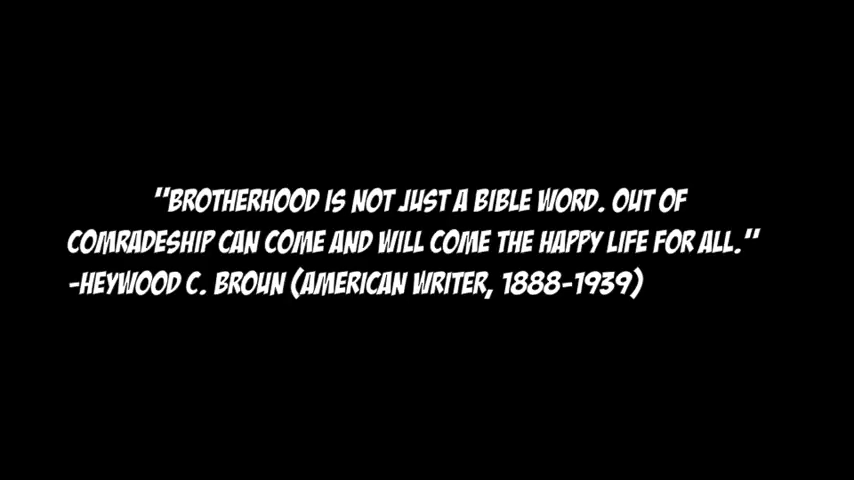 "BROTHERHOOD IS NOT JUST A BIBLE WORD. OUT OF
COMRADESHIP CAN COME AND WILL COME THE HAPPY LIFE FOR ALL."
-HEYWOOD C. BROUN (AMERICAN WRITER, 1888-1939)